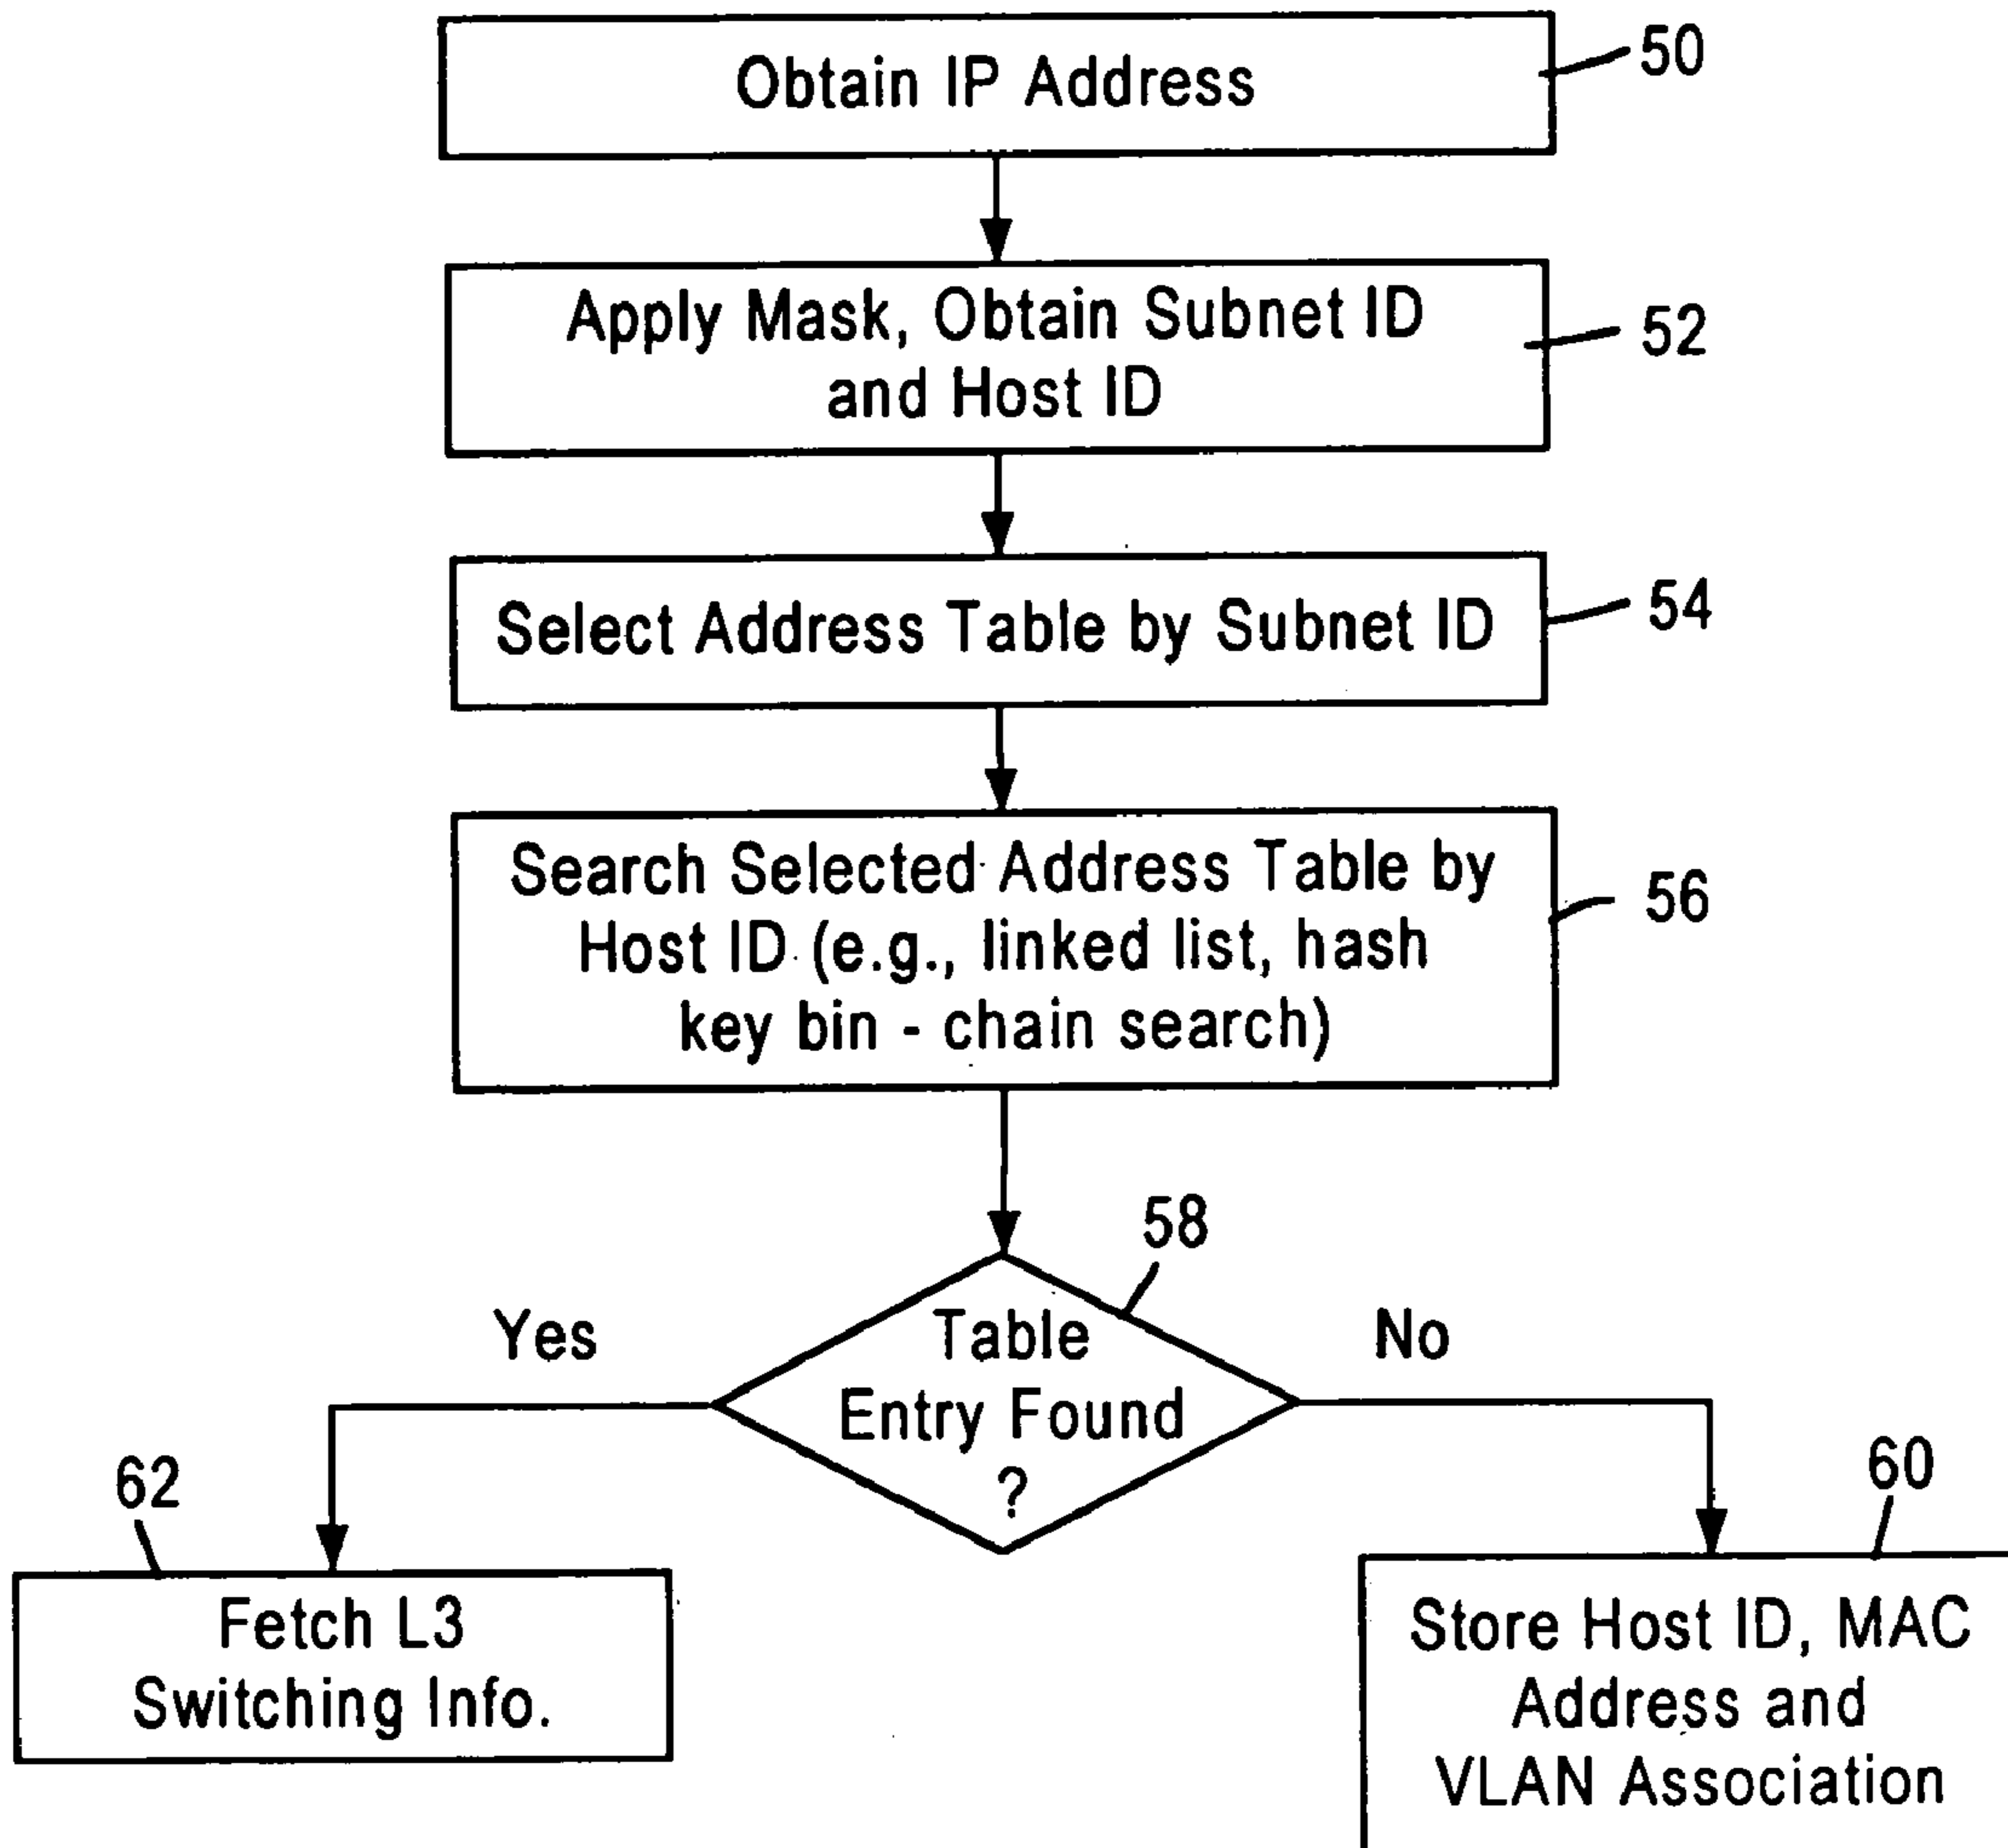 Obtain IP Address
50
Apply Mask, Obtain Subnet ID
and Host ID
52
Select Address Table by Subnet ID
54
Search Selected Address Table by
Host ID (e.g., linked list, hash
key bin - chain search)
56
58
Table
Entry Found
?
Yes
No
62
Fetch L3
Switching Info.
60
Store Host ID, MAC
Address and
VLAN Association